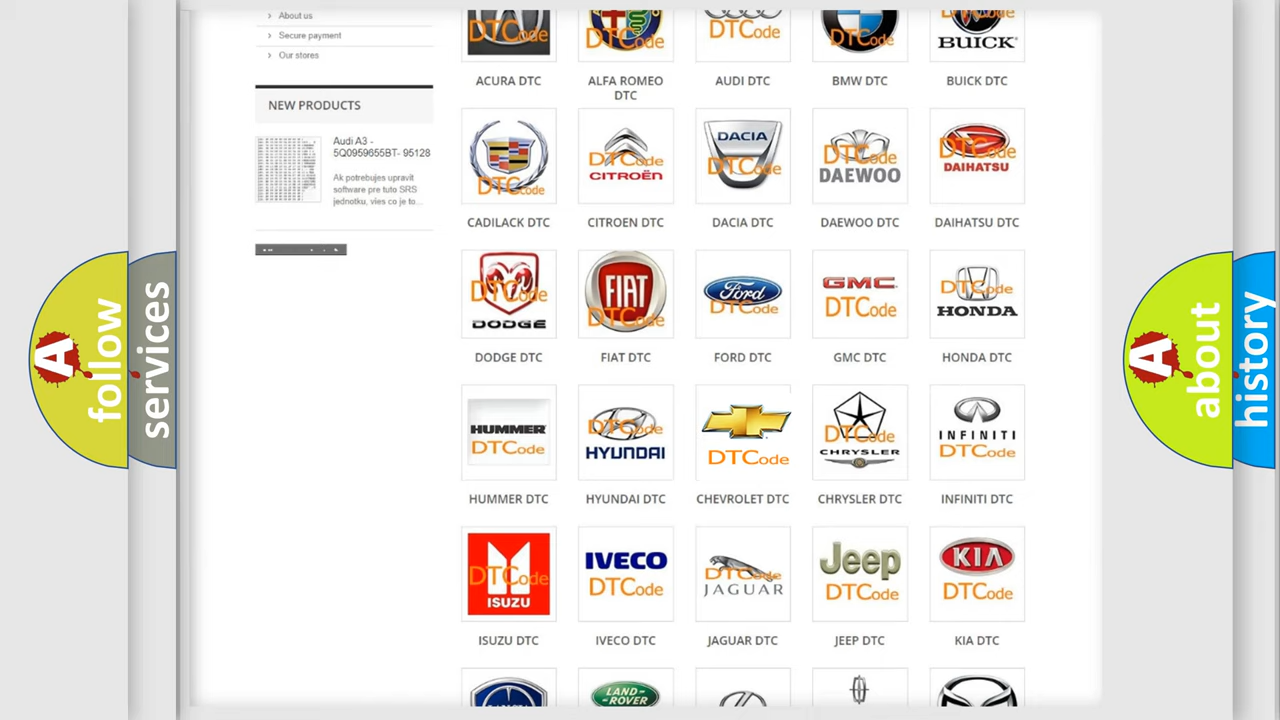 About us
Secure payment
Our stores
NEW PRODUCTS
Audi A3 -
5Q0959655BT- 95128
Ak potrebujes upravit
software pre tuto SRS
jednotku, vies co je to...
follow
services
DTCode
DTCode
DTCode
DTCode
BUICK
ACURA DTC
ALFA ROMEO
DTC
AUDI DTC
BMW DTC
BUICK DTC
DTCode
DTCode
CITROËN
DACIA
DTCode
DTCode
DAEWOO
DTCode
DAIHATSU
CADILACK DTC
CITROEN DTC
DACIA DTC
DAEWOO DTC
DAIHATSU DTC
DTCode
DODGE
FIAT
DTCode
Ford
DTCode
GMC
DTCode
DTCode
HONDA
DODGE DTC
FIAT DTC
FORD DTC
GMC DTC
HONDA DTC
HUMMER
DTCode
DTCode
HYUNDAI
DTCode
DTCode
CHRYSLER
INFINITI
DTCode
HUMMER DTC
HYUNDAI DTC
CHEVROLET DTC
CHRYSLER DTC
INFINITI DTC
DTCode
ISUZU
IVECO
DTCode
DTCode
JAGUAR
Jeep
DTCode
KIA
DTCode
ISUZU DTC
IVECO DTC
JAGUAR DTC
JEEP DTC
KIA DTC
LAND-
ROVER
A
about
history
A